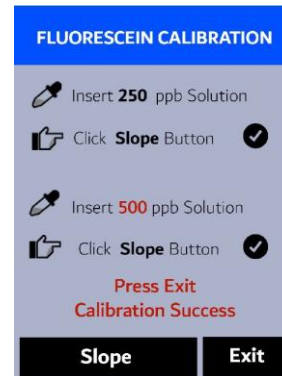 FLUORESCEIN CALIBRATION
Insert 250 ppb Solution
Click Slope Button
Insert 500 ppb Solution
Click Slope Button
Press Exit
Calibration Success
Slope Exit